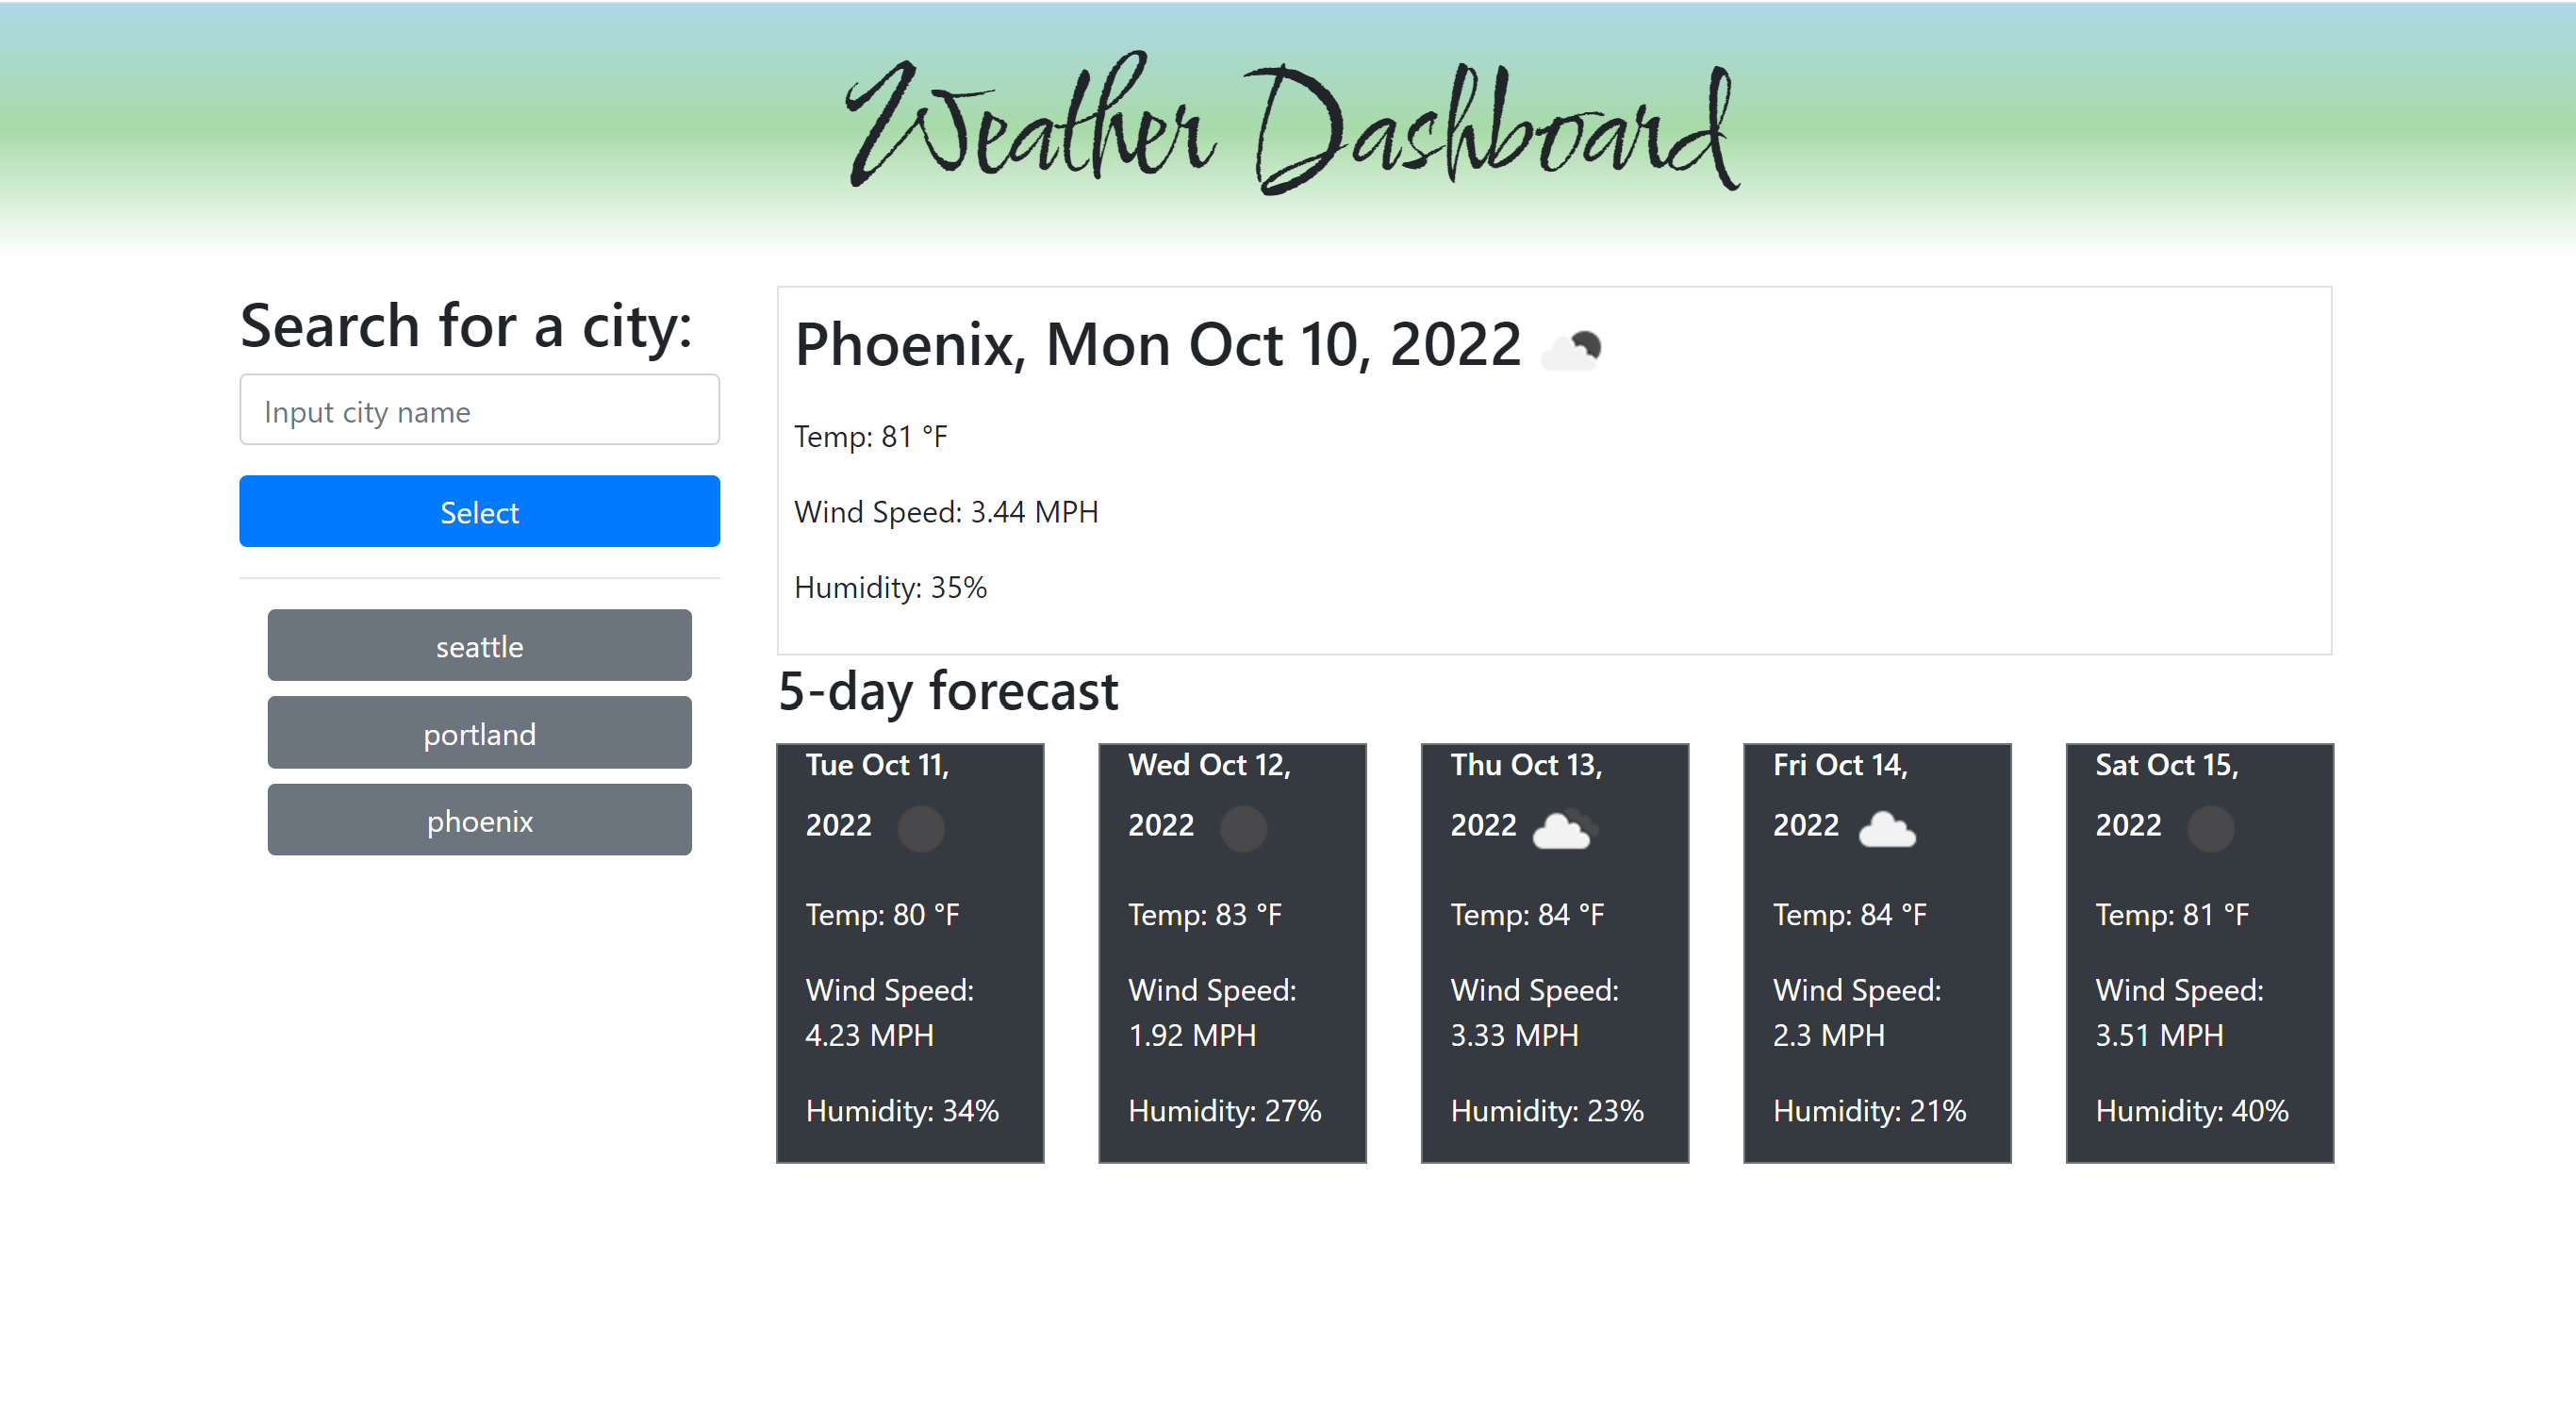 Weather Dashboard
Search for a city:
Input city name
Select
seattle
portland
phoenix
Phoenix, Mon Oct 10, 2022
Temp: 81 °F
Wind Speed: 3.44 MPH
Humidity: 35%
5-day forecast
Tue Oct 11,
2022
Temp: 80 °F
Wind Speed:
4.23 MPH
Humidity: 34%
Wed Oct 12,
2022
Temp: 83 °F
Wind Speed:
1.92 MPH
Humidity: 27%
Thu Oct 13,
2022
Temp: 84 °F
Wind Speed:
3.33 MPH
Humidity: 23%
Fri Oct 14,
2022
Temp: 84 °F
Wind Speed:
2.3 MPH
Humidity: 21%
Sat Oct 15,
2022
Temp: 81 °F
Wind Speed:
3.51 MPH
Humidity: 40%